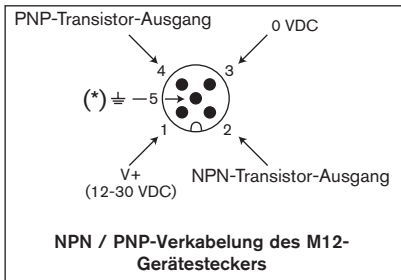 PNP-Transistor-Ausgang
0 VDC
4
3
(*)
5
1
2
V+
(12-30 VDC)
NPN-Transistor-Ausgang
NPN / PNP-Verkabelung des M12-
Gerätesteckers